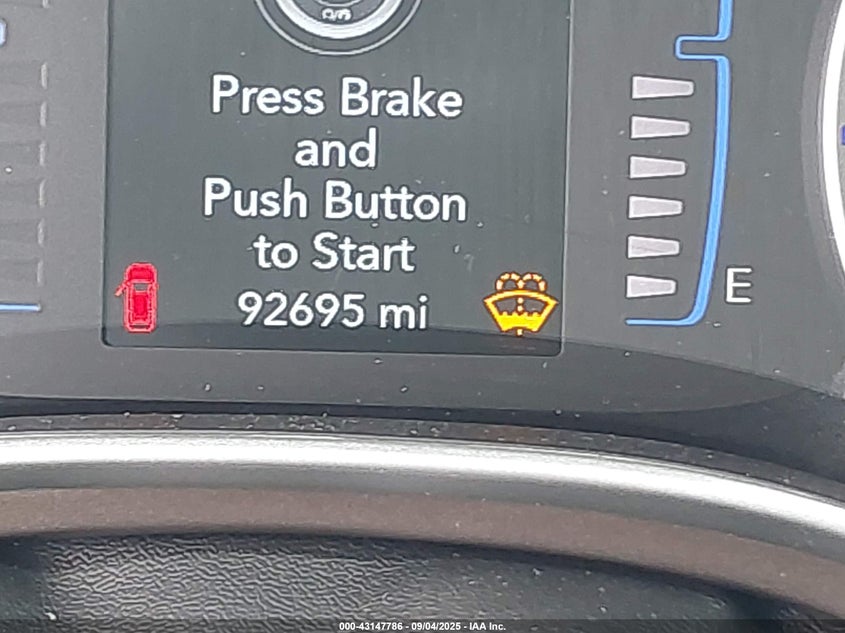 Press Brake
and
Push Button
to Start
92695 mi
E
000-43147786 - 09/04/2025 - IAA Inc.